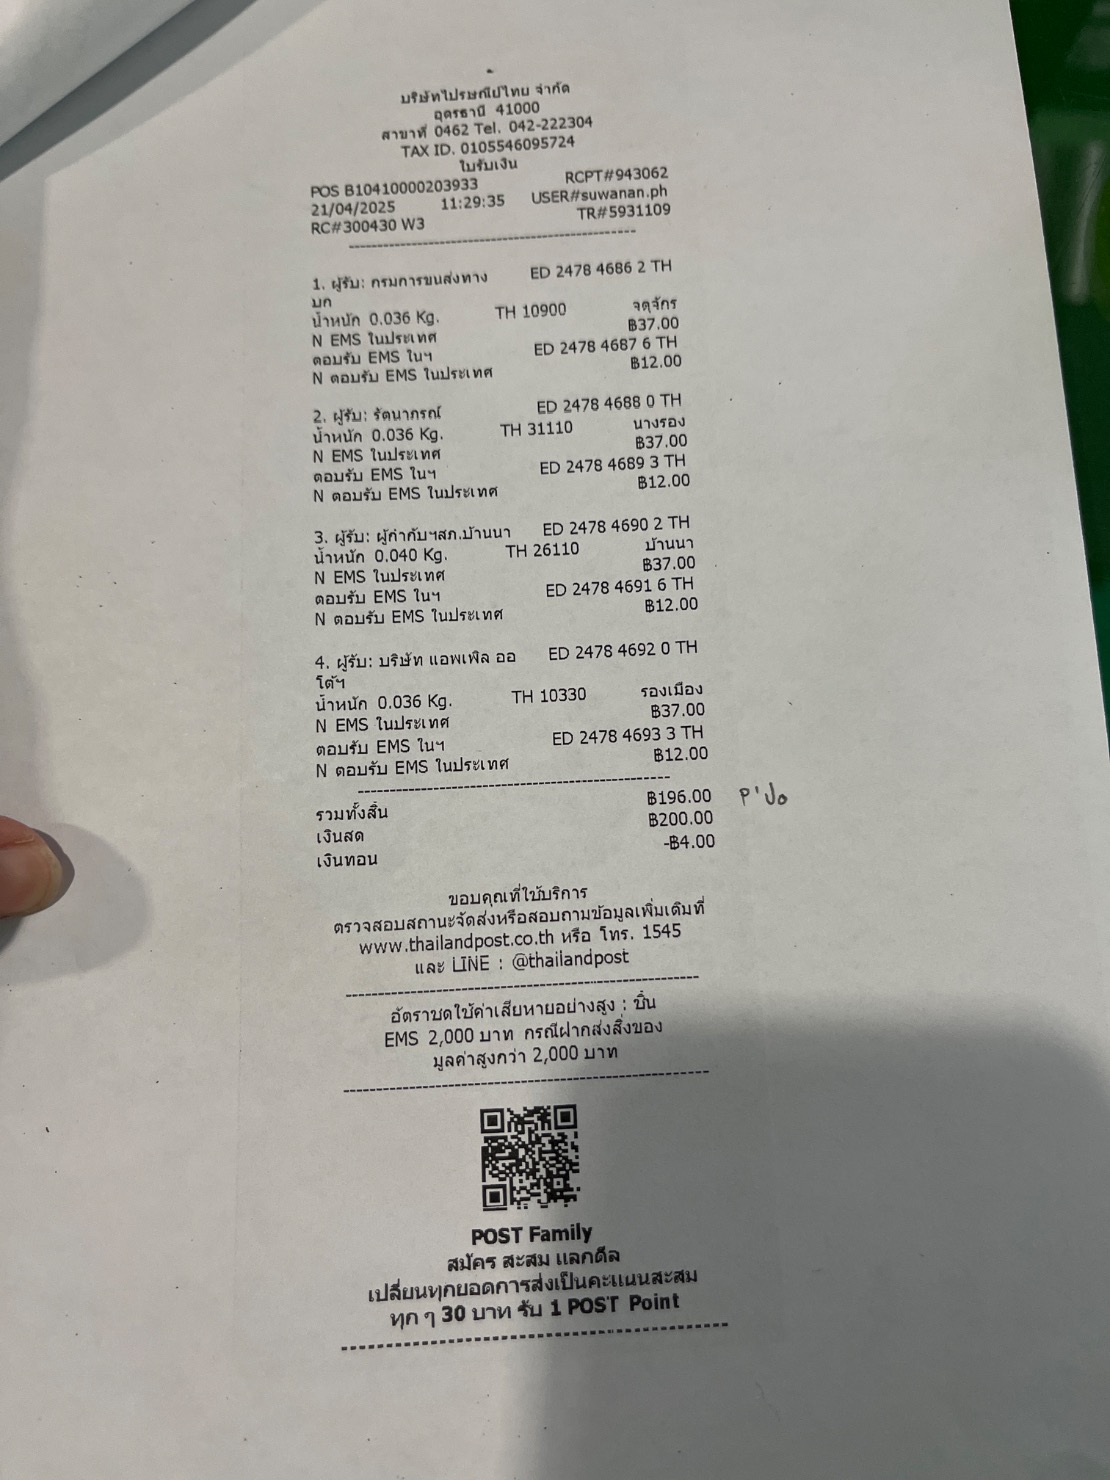 บริษัทไปรษณีย์ไทย จำกัด
อุดรธานี 41000
สาขาที่ 0462 Tel. 042-222304
TAX ID. 0105546095724
ใบรับเงิน
POS B10410000203933 RCPT#943062
21/04/2025 11:29:35 USER#suwanan.ph
RC#300430 W3 TR#5931109
1. ผู้รับ: กรมการขนส่งทาง ED 2478 4686 2 TH
บก
น้ำหนัก 0.036 Kg. TH 10900 จตุจักร
N EMS ในประเทศ ฿37.00
ตอบรับ EMS ในฯ ED 2478 4687 6 TH
N ตอบรับ EMS ในประเทศ ฿12.00
2. ผู้รับ: รัตนาภรณ์ ED 2478 4688 0 TH
น้ำหนัก 0.036 Kg. TH 31110 นางรอง
N EMS ในประเทศ ฿37.00
ตอบรับ EMS ในฯ ED 2478 4689 3 TH
N ตอบรับ EMS ในประเทศ ฿12.00
3. ผู้รับ: ผู้กำกับฯสภ.บ้านนา ED 2478 4690 2 TH
น้ำหนัก 0.040 Kg. TH 26110 บ้านนา
N EMS ในประเทศ ฿37.00
ตอบรับ EMS ในฯ ED 2478 4691 6 TH
N ตอบรับ EMS ในประเทศ ฿12.00
4. ผู้รับ: บริษัท แอพเพิล ออ ED 2478 4692 0 TH
โต้ฯ
น้ำหนัก 0.036 Kg. TH 10330 รองเมือง
N EMS ในประเทศ ฿37.00
ตอบรับ EMS ในฯ ED 2478 4693 3 TH
N ตอบรับ EMS ในประเทศ ฿12.00
รวมทั้งสิ้น ฿196.00
เงินสด ฿200.00
เงินทอน -฿4.00
ขอบคุณที่ใช้บริการ
ตรวจสอบสถานะจัดส่งหรือสอบถามข้อมูลเพิ่มเติมที่
www.thailandpost.co.th หรือ โทร. 1545
และ LINE : @thailandpost
อัตราชดใช้ค่าเสียหายอย่างสูง : ชิ้น
EMS 2,000 บาท กรณีฝากส่งสิ่งของ
มูลค่าสูงกว่า 2,000 บาท
POST Family
สมัคร สะสม แลกดีล
เปลี่ยนทุกยอดการส่งเป็นคะแนนสะสม
ทุก ๆ 30 บาท รับ 1 POST Point